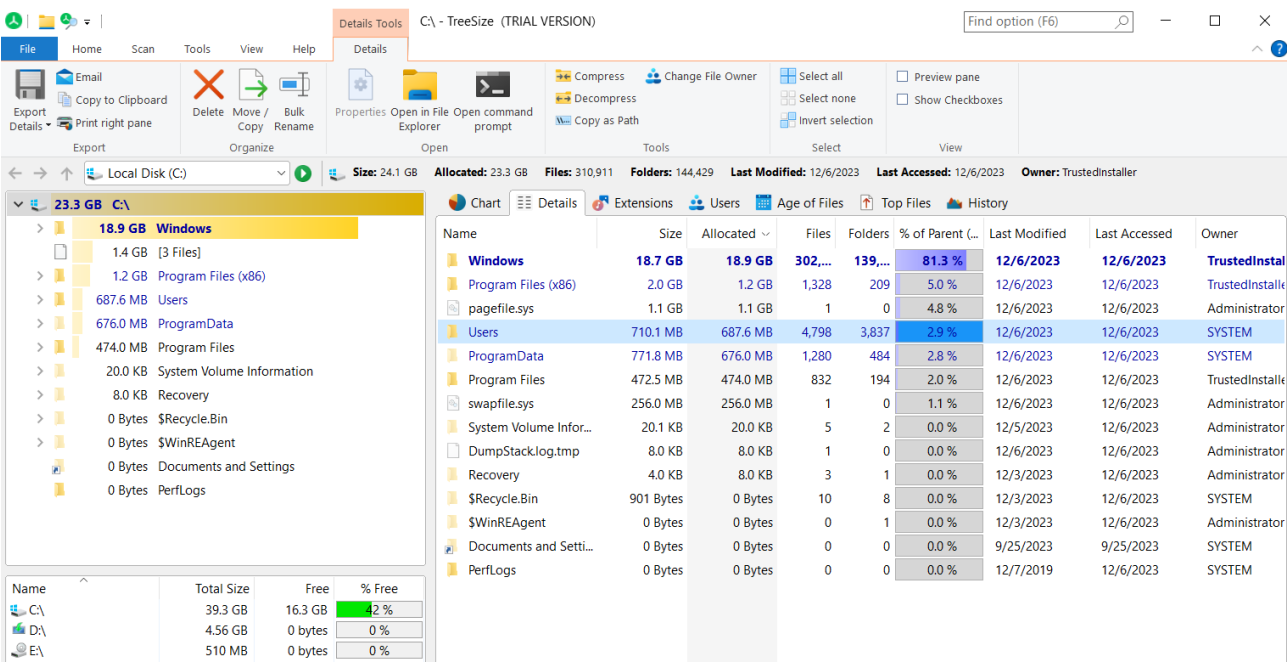 Details Tools C:\ - TreeSize (TRIAL VERSION) Find option (F6)
File Home Scan Tools View Help Details
Export Details
Email
Copy to Clipboard
Print right pane
Export
Delete
Move / Copy
Bulk Rename
Organize
Properties
Open in File Explorer
Open command prompt
Open
Compress
Decompress
Copy as Path
Change File Owner
Tools
Select all
Select none
Invert selection
Select
Preview pane
Show Checkboxes
View
Local Disk (C:) Size: 24.1 GB Allocated: 23.3 GB Files: 310,911 Folders: 144,429 Last Modified: 12/6/2023 Last Accessed: 12/6/2023 Owner: TrustedInstaller
23.3 GB C:\
18.9 GB Windows
1.4 GB [3 Files]
1.2 GB Program Files (x86)
687.6 MB Users
676.0 MB ProgramData
474.0 MB Program Files
20.0 KB System Volume Information
8.0 KB Recovery
0 Bytes $Recycle.Bin
0 Bytes $WinREAgent
0 Bytes Documents and Settings
0 Bytes PerfLogs
Name Total Size Free % Free
C:\ 39.3 GB 16.3 GB 42 %
D:\ 4.56 GB 0 bytes 0 %
E:\ 510 MB 0 bytes 0 %
Chart Details Extensions Users Age of Files Top Files History
Name Size Allocated Files Folders % of Parent (... Last Modified Last Accessed Owner
Windows 18.7 GB 18.9 GB 302,... 139,... 81.3 % 12/6/2023 12/6/2023 TrustedInstal
Program Files (x86) 2.0 GB 1.2 GB 1,328 209 5.0 % 12/6/2023 12/6/2023 TrustedInstalle
pagefile.sys 1.1 GB 1.1 GB 1 0 4.8 % 12/6/2023 12/6/2023 Administrator
Users 710.1 MB 687.6 MB 4,798 3,837 2.9 % 12/6/2023 12/6/2023 SYSTEM
ProgramData 771.8 MB 676.0 MB 1,280 484 2.8 % 12/6/2023 12/6/2023 SYSTEM
Program Files 472.5 MB 474.0 MB 832 194 2.0 % 12/6/2023 12/6/2023 TrustedInstalle
swapfile.sys 256.0 MB 256.0 MB 1 0 1.1 % 12/6/2023 12/6/2023 Administrator
System Volume Infor... 20.1 KB 20.0 KB 5 2 0.0 % 12/5/2023 12/6/2023 Administrator
DumpStack.log.tmp 8.0 KB 8.0 KB 1 0 0.0 % 12/6/2023 12/6/2023 Administrator
Recovery 4.0 KB 8.0 KB 3 1 0.0 % 12/3/2023 12/6/2023 Administrator
$Recycle.Bin 901 Bytes 0 Bytes 10 8 0.0 % 12/3/2023 12/6/2023 SYSTEM
$WinREAgent 0 Bytes 0 Bytes 0 1 0.0 % 12/3/2023 12/6/2023 Administrator
Documents and Setti... 0 Bytes 0 Bytes 0 0 0.0 % 9/25/2023 9/25/2023 SYSTEM
PerfLogs 0 Bytes 0 Bytes 0 0 0.0 % 12/7/2019 12/6/2023 SYSTEM